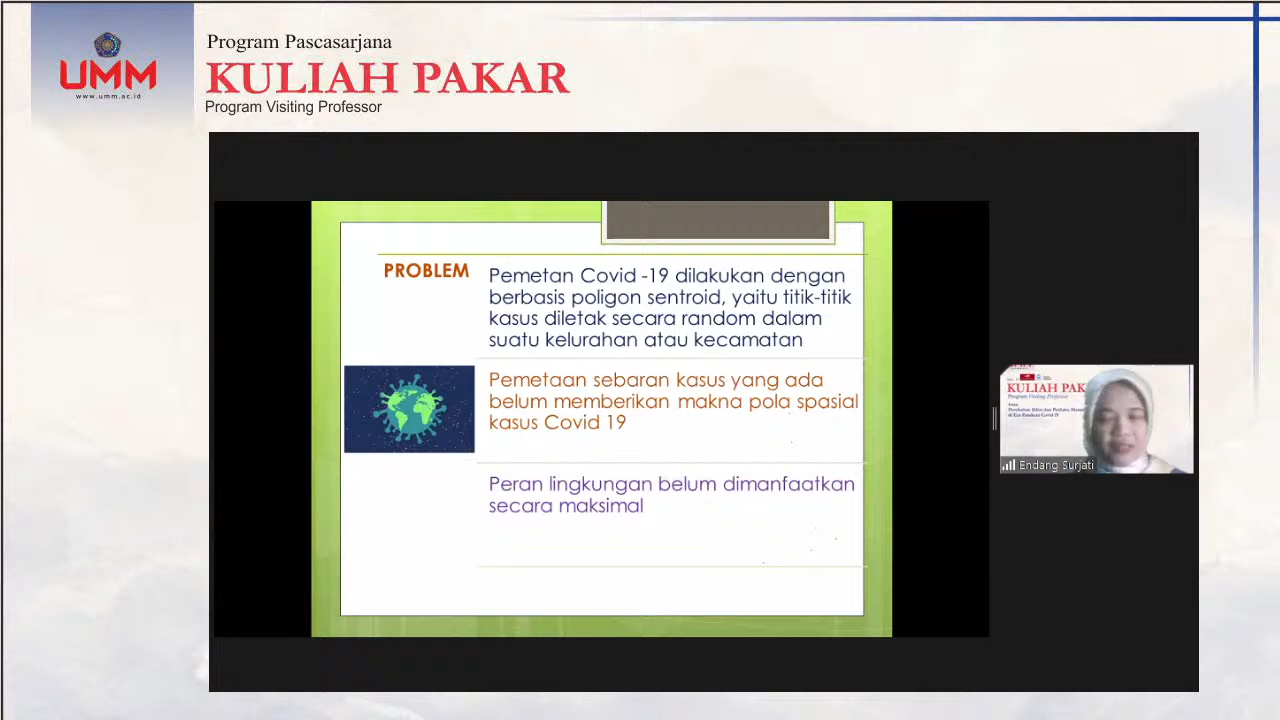 UMM
www.umm.ac.id
Program Pascasarjana
KULIAH PAKAR
Program Visiting Professor
PROBLEM
Pemetan Covid -19 dilakukan dengan
berbasis poligon sentroid, yaitu titik-titik
kasus diletak secara random dalam
suatu kelurahan atau kecamatan
Pemetaan sebaran kasus yang ada
belum memberikan makna pola spasial
kasus Covid 19
Peran lingkungan belum dimanfaatkan
secara maksimal
KULIAH PAK
Program Visiting Professor
Endang Surjati